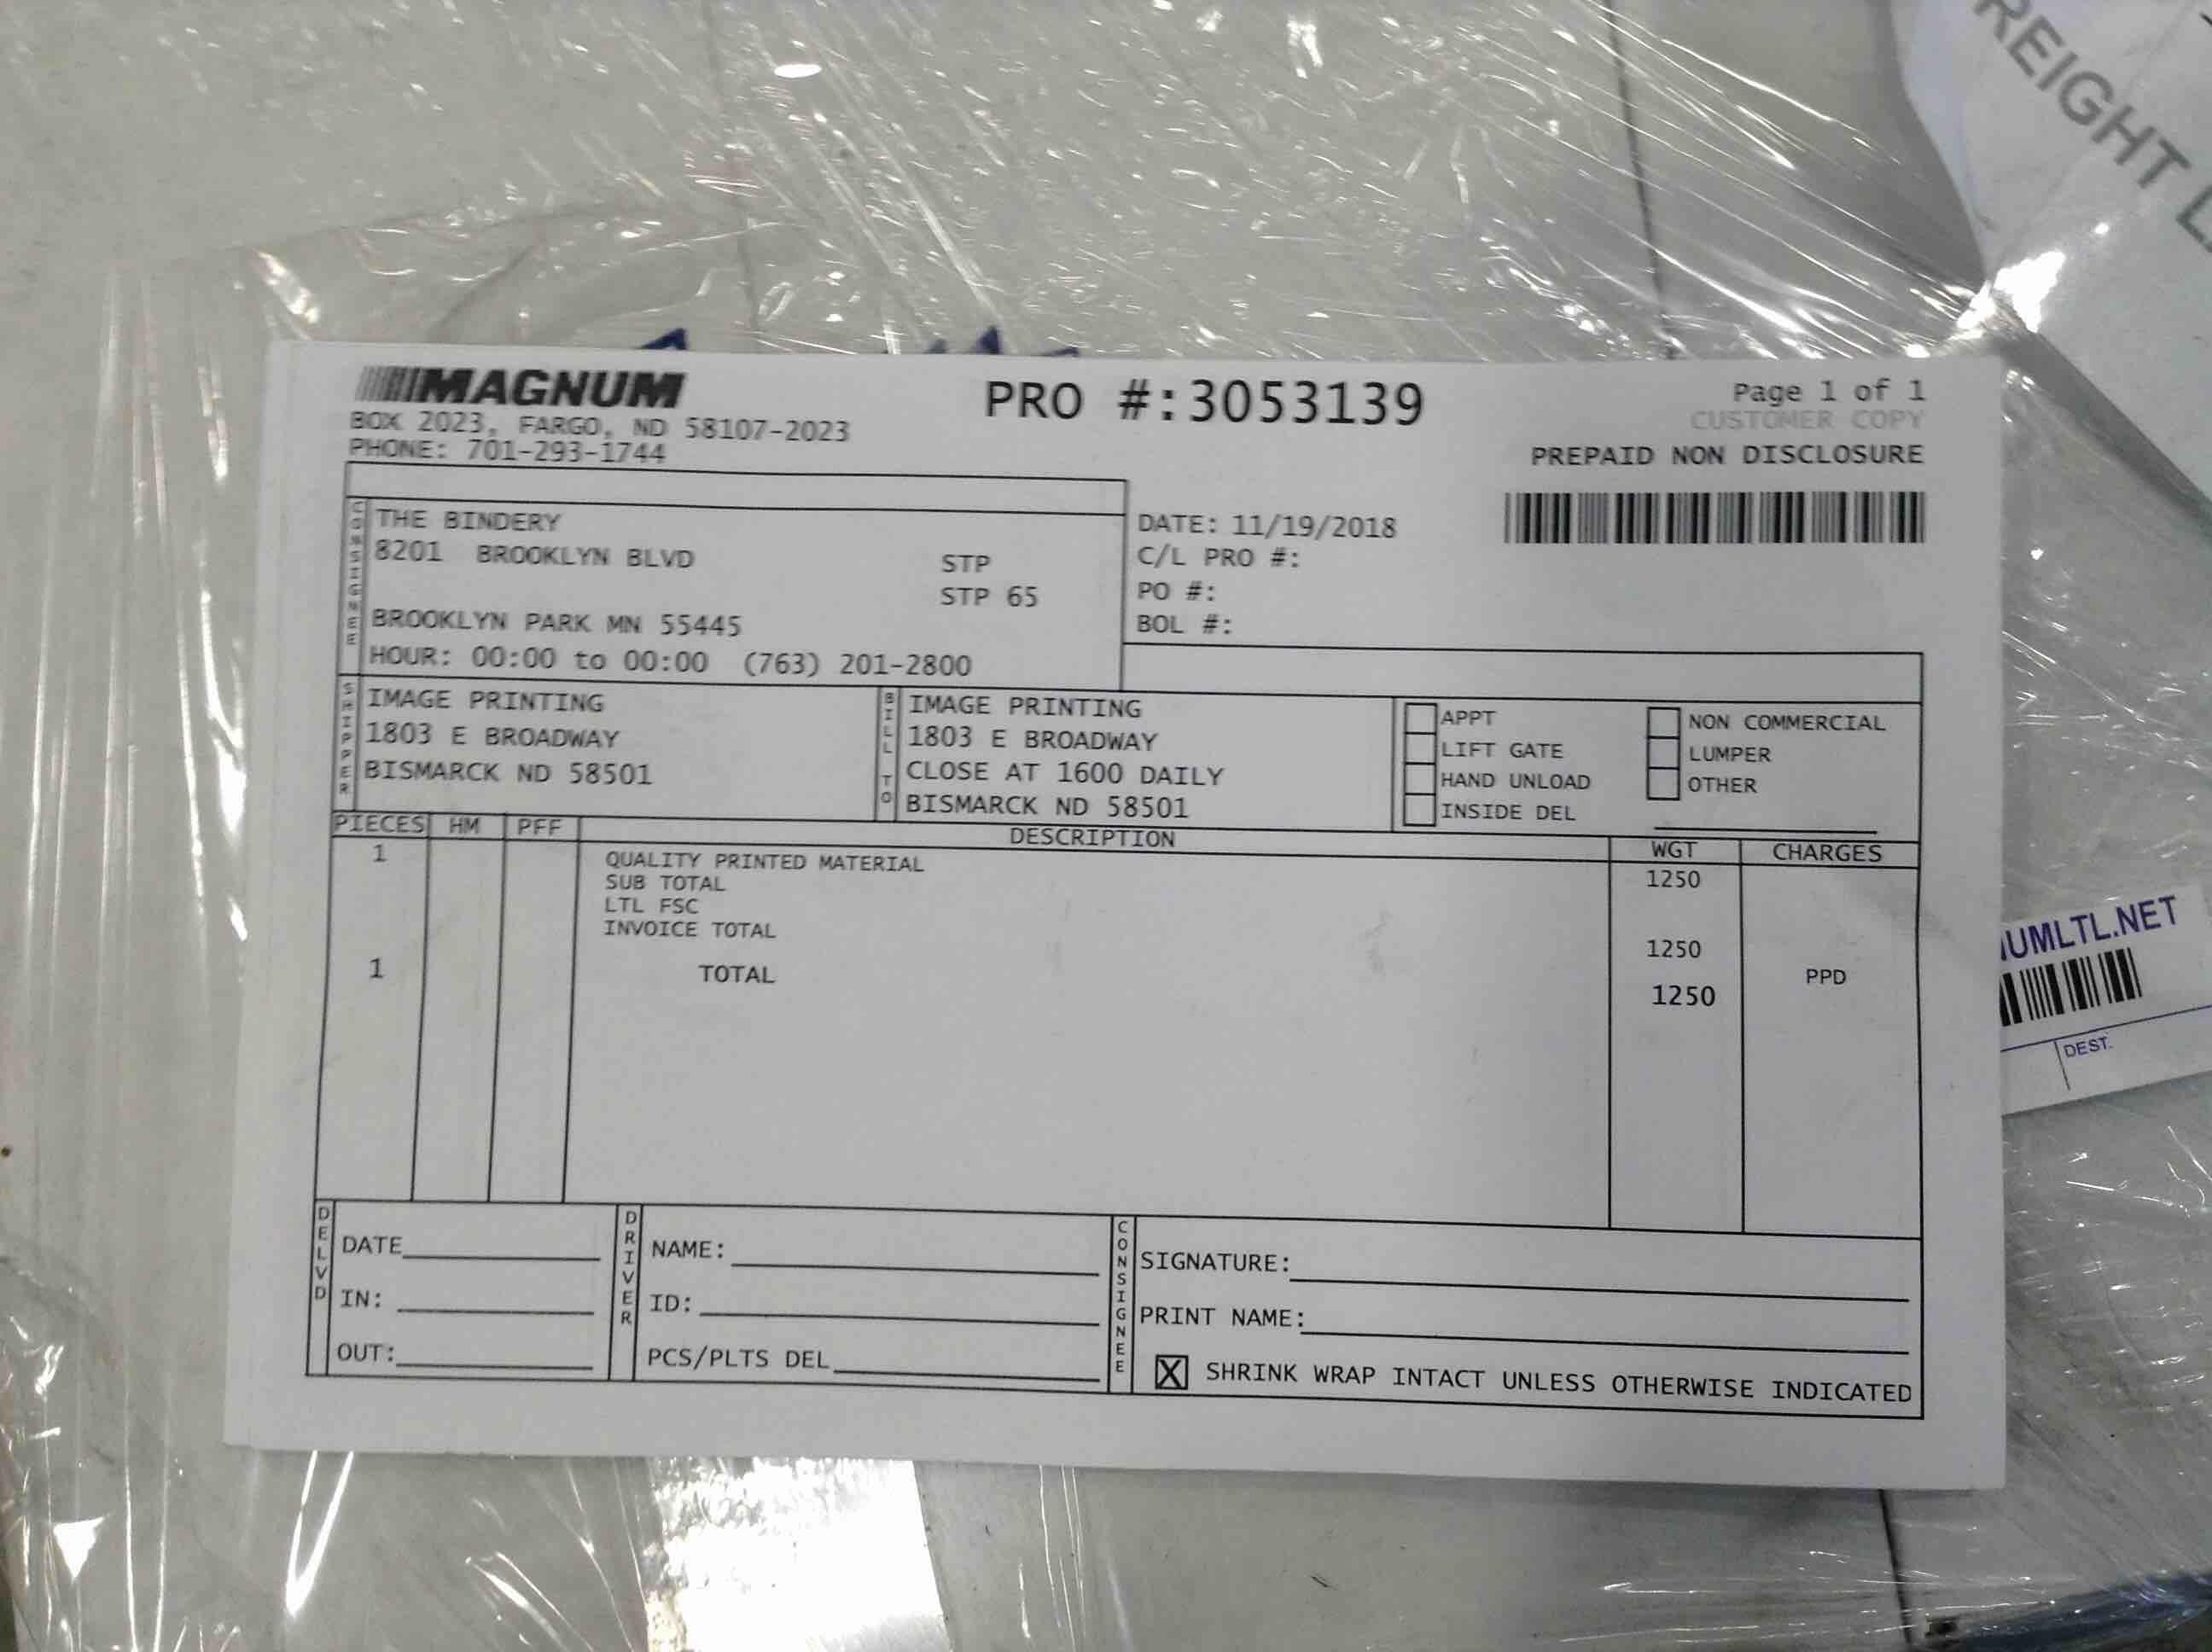 REIGHT L
MAGNUM
BOX 2023, FARGO, ND 58107-2023
PHONE: 701-293-1744
PRO #:3053139
Page 1 of 1
CUSTOMER COPY
PREPAID NON DISCLOSURE
CONSIGNEE
THE BINDERY
8201 BROOKLYN BLVD STP
STP 65
BROOKLYN PARK MN 55445
HOUR: 00:00 to 00:00 (763) 201-2800
DATE: 11/19/2018
C/L PRO #:
PO #:
BOL #:
SHIPPER
IMAGE PRINTING
1803 E BROADWAY
BISMARCK ND 58501
BILL TO
IMAGE PRINTING
1803 E BROADWAY
CLOSE AT 1600 DAILY
BISMARCK ND 58501
APPT
LIFT GATE
HAND UNLOAD
INSIDE DEL
NON COMMERCIAL
LUMPER
OTHER
PIECES HM PFF DESCRIPTION WGT CHARGES
1 QUALITY PRINTED MATERIAL 1250
SUB TOTAL
LTL FSC
INVOICE TOTAL 1250
1 TOTAL 1250 PPD
DELVD
DATE
IN:
OUT:
DRIVER
NAME:
ID:
PCS/PLTS DEL
CONSIGNEE
SIGNATURE:
PRINT NAME:
X SHRINK WRAP INTACT UNLESS OTHERWISE INDICATED
UMLTL.NET
DEST.